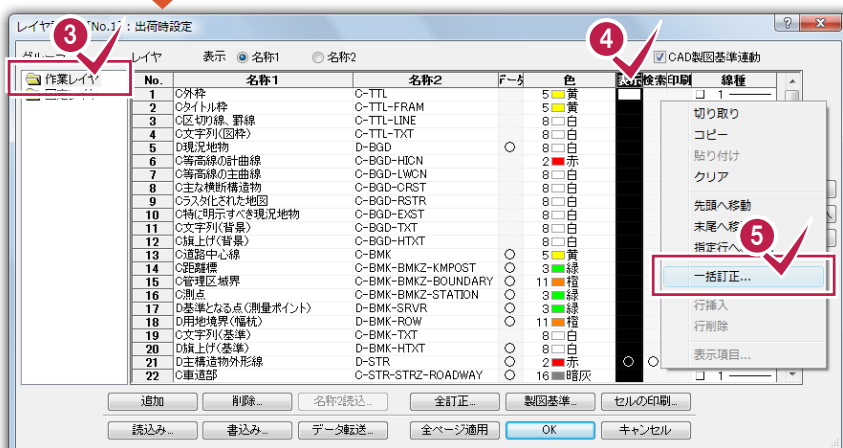 レイヤ [No.1] : 出荷時設定
3
4
5
レイヤ 表示 名称1 名称2 CAD製図基準連動
作業レイヤ
No. 名称1 名称2 データ 色 表示 検索 印刷 線種
1 C外枠 C-TTL 5 黄 1
2 Cタイトル枠 C-TTL-FRAM 5 黄
3 C区切り線、罫線 C-TTL-LINE 8 白
4 C文字列(図枠) C-TTL-TXT 8 白
5 D現況地物 D-BGD ○ 8 白
6 C等高線の計曲線 C-BGD-HICN 2 赤
7 C等高線の主曲線 C-BGD-LWCN 8 白
8 C主な横断構造物 C-BGD-CRST 8 白
9 Cラスタ化された地図 C-BGD-RSTR 8 白
10 C特に明示すべき現況地物 C-BGD-EXST 8 白
11 C文字列(背景) C-BGD-TXT 8 白
12 C旗上げ(背景) C-BGD-HTXT 8 白
13 C道路中心線 C-BMK ○ 5 黄
14 C距離標 C-BMK-BMKZ-KMPOST ○ 3 緑
15 C管理区域界 C-BMK-BMKZ-BOUNDARY ○ 11 橙
16 C測点 C-BMK-BMKZ-STATION ○ 3 緑
17 D基準となる点(測量ポイント) D-BMK-SRVR ○ 3 緑
18 D用地境界(幅杭) D-BMK-ROW ○ 11 橙
19 C文字列(基準) C-BMK-TXT 8 白
20 D旗上げ(基準) D-BMK-HTXT ○ 8 白
21 D主構造物外形線 D-STR ○ 2 赤 ○ ○
22 C車道部 C-STR-STRZ-ROADWAY ○ 16 暗灰 1
切り取り
コピー
貼り付け
クリア
先頭へ移動
末尾へ
指定行へ
一括訂正...
行挿入
行削除
表示項目...
追加 削除... 名称2読込... 全訂正... 製図基準... セルの印刷...
読込み... 書込み... データ転送... 全ページ適用 OK キャンセル